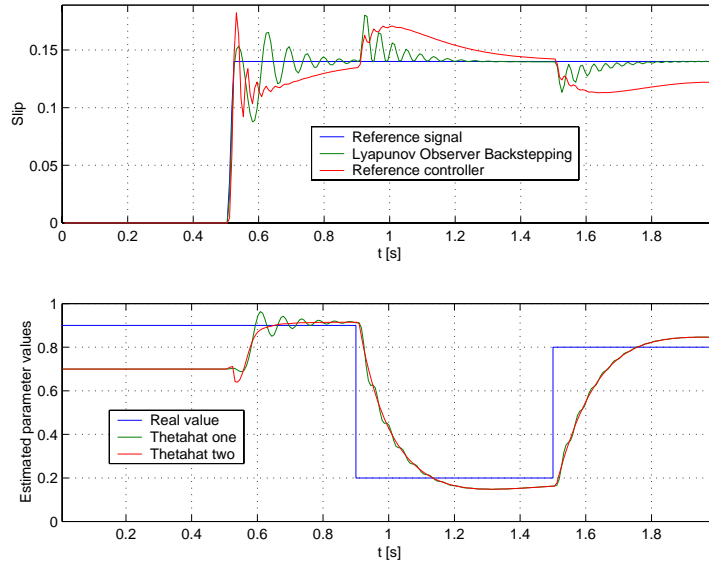 0.15
0.1
0.05
0
Slip
Reference signal
Lyapunov Observer Backstepping
Reference controller
0 0.2 0.4 0.6 0.8 1 1.2 1.4 1.6 1.8
t [s]
1
0.8
0.6
0.4
0.2
0
Estimated parameter values
Real value
Thetahat one
Thetahat two
0.2 0.4 0.6 0.8 1 1.2 1.4 1.6 1.8
t [s]